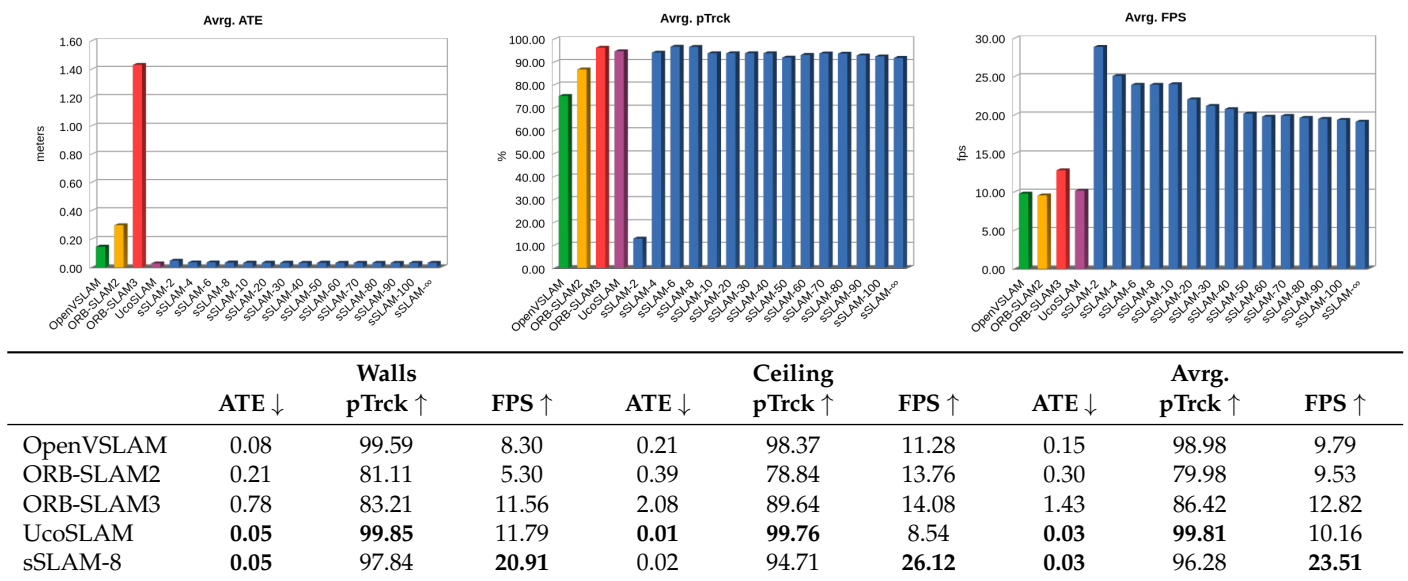 Avrg. ATE
1.60
1.40
1.20
1.00
0.80
0.60
0.40
0.20
0.00
meters
OpenVSLAM
ORB-SLAM2
ORB-SLAM3
UcoSLAM
sSLAM-2
sSLAM-4
sSLAM-6
sSLAM-8
sSLAM-10
sSLAM-20
sSLAM-30
sSLAM-40
sSLAM-50
sSLAM-60
sSLAM-70
sSLAM-80
sSLAM-90
sSLAM-100
sSLAM-∞
Avrg. pTrck
100.00
90.00
80.00
70.00
60.00
50.00
40.00
30.00
20.00
10.00
0.00
%
OpenVSLAM
ORB-SLAM2
ORB-SLAM3
UcoSLAM
sSLAM-2
sSLAM-4
sSLAM-6
sSLAM-8
sSLAM-10
sSLAM-20
sSLAM-30
sSLAM-40
sSLAM-50
sSLAM-60
sSLAM-70
sSLAM-80
sSLAM-90
sSLAM-100
sSLAM-∞
Avrg. FPS
30.00
25.00
20.00
15.00
10.00
5.00
0.00
fps
OpenVSLAM
ORB-SLAM2
ORB-SLAM3
UcoSLAM
sSLAM-2
sSLAM-4
sSLAM-6
sSLAM-8
sSLAM-10
sSLAM-20
sSLAM-30
sSLAM-40
sSLAM-50
sSLAM-60
sSLAM-70
sSLAM-80
sSLAM-90
sSLAM-100
sSLAM-∞
Walls Ceiling Avrg.
ATE ↓ pTrck ↑ FPS ↑ ATE ↓ pTrck ↑ FPS ↑ ATE ↓ pTrck ↑ FPS ↑
OpenVSLAM 0.08 99.59 8.30 0.21 98.37 11.28 0.15 98.98 9.79
ORB-SLAM2 0.21 81.11 5.30 0.39 78.84 13.76 0.30 79.98 9.53
ORB-SLAM3 0.78 83.21 11.56 2.08 89.64 14.08 1.43 86.42 12.82
UcoSLAM 0.05 99.85 11.79 0.01 99.76 8.54 0.03 99.81 10.16
sSLAM-8 0.05 97.84 20.91 0.02 94.71 26.12 0.03 96.28 23.51